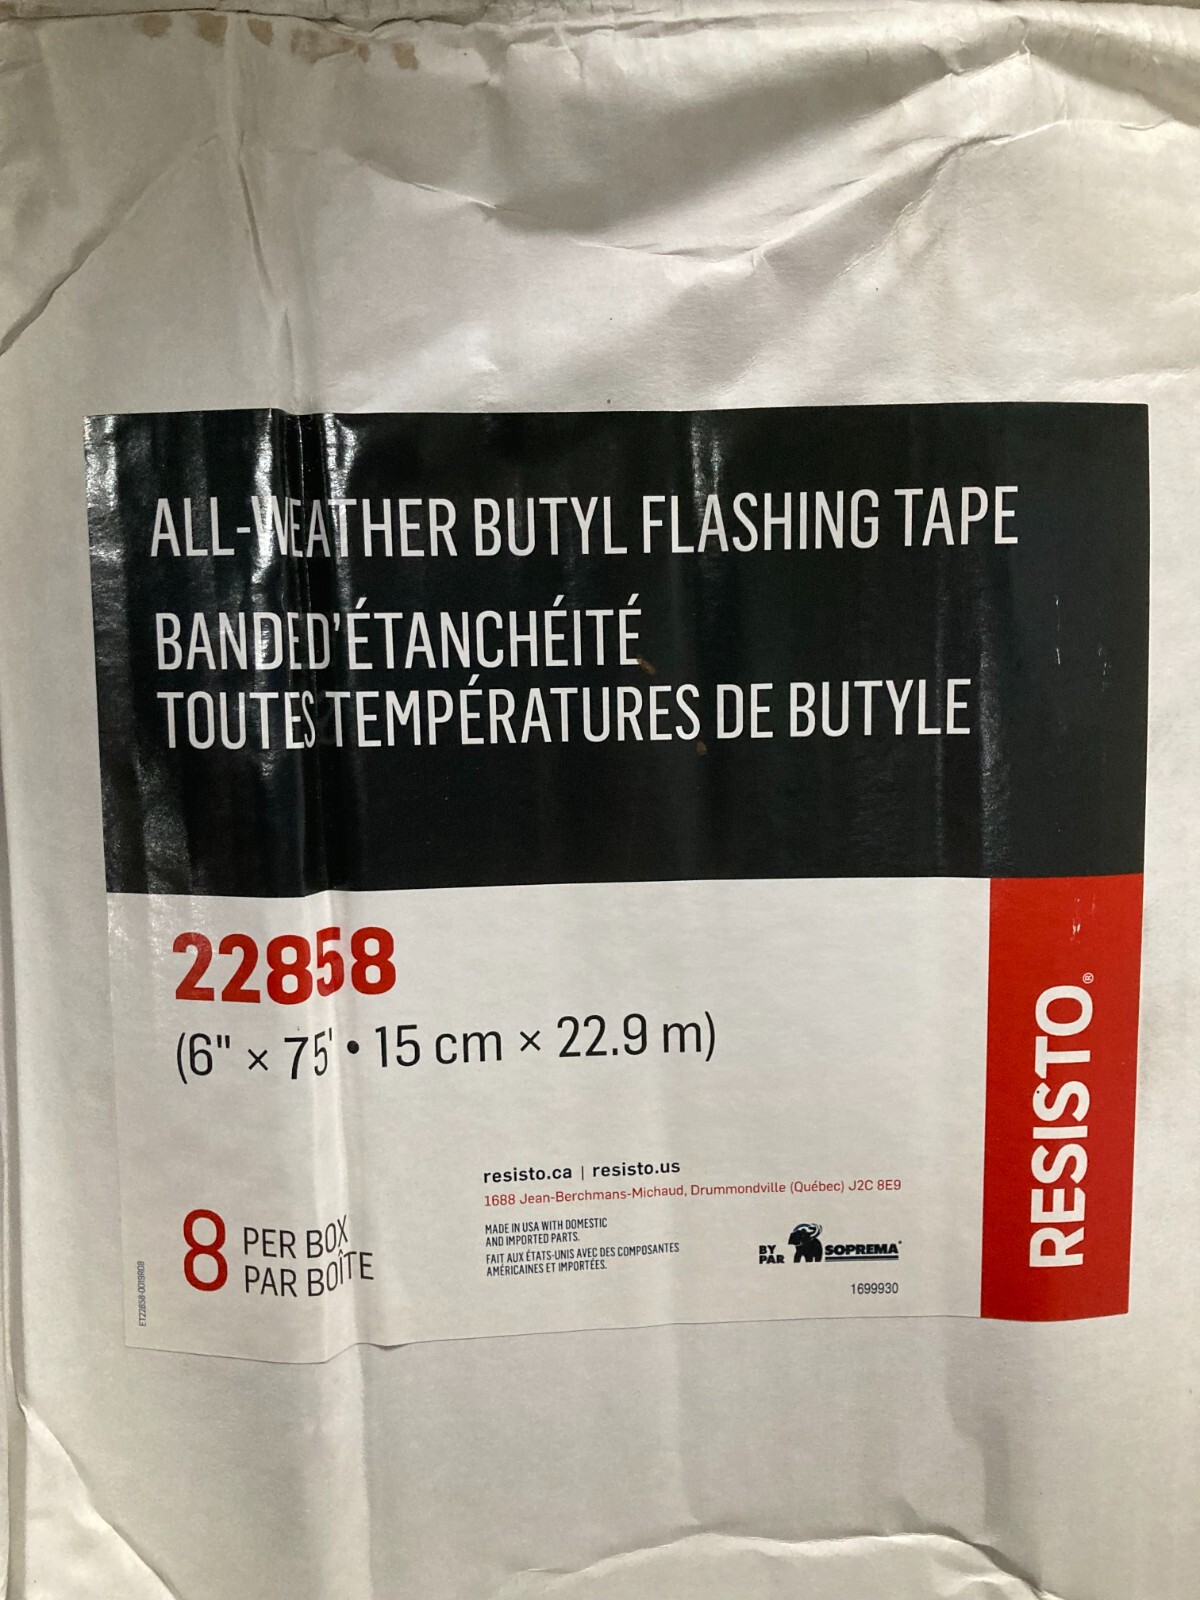 ALL-WEATHER BUTYL FLASHING TAPE
BANDE D'ÉTANCHÉITÉ
TOUTES TEMPÉRATURES DE BUTYLE
22858
(6" × 75' • 15 cm × 22.9 m)
8 PER BOX
PAR BOÎTE
resisto.ca | resisto.us
1688 Jean-Berchmans-Michaud, Drummondville (Québec) J2C 8E9
MADE IN USA WITH DOMESTIC
AND IMPORTED PARTS.
FAIT AUX ÉTATS-UNIS AVEC DES COMPOSANTES
AMÉRICAINES ET IMPORTÉES.
BY
PAR
SOPREMA
1699930
RESISTO®